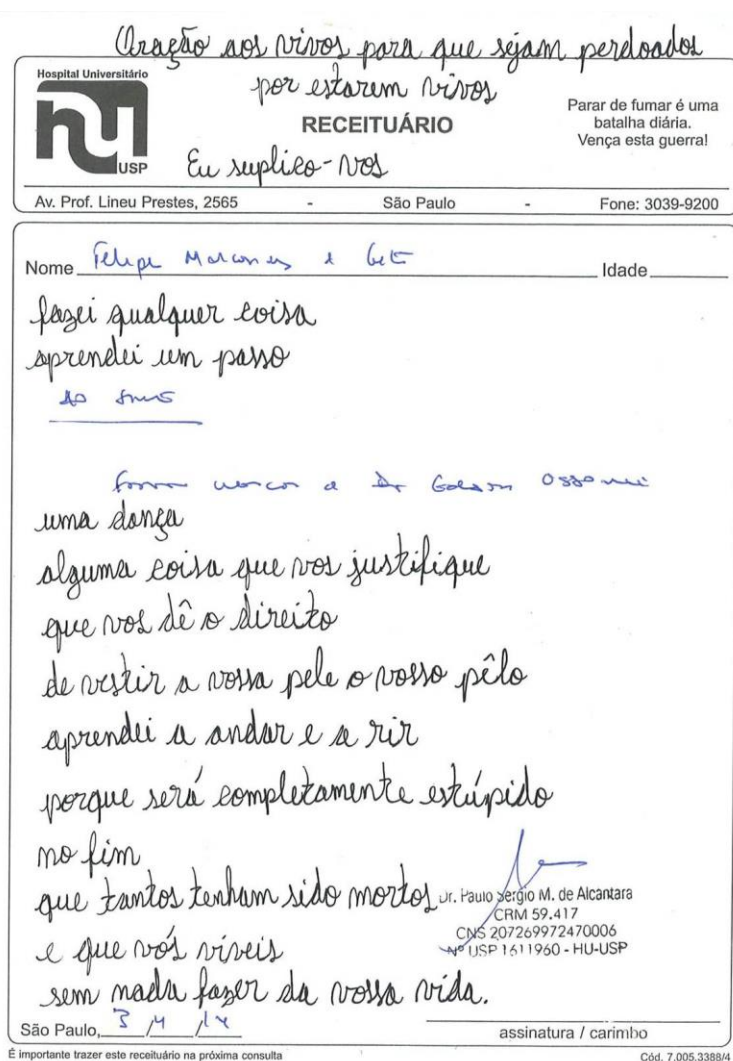 Oração aos vivos para que sejam perdoados
por estarem vivos
Hospital Universitário
hu
USP
RECEITUÁRIO
Parar de fumar é uma
batalha diária.
Vença esta guerra!
Eu suplico-vos
Av. Prof. Lineu Prestes, 2565 - São Paulo - Fone: 3039-9200
Nome Felipe Idade
fazei qualquer coisa
aprendei um passo
a Dr
uma dança
alguma coisa que vos justifique
que vos dê o direito
de vestir a vossa pele o vosso pêlo
aprendei a andar e a rir
porque será completamente estúpido
no fim
que tantos tenham sido mortos
Dr. Paulo Sergio M. de Alcantara
CRM 59.417
CNS 207269972470006
Nº USP 1611960 - HU-USP
e que vós viveis
sem nada fazer da vossa vida.
São Paulo, 3 /4 /14
assinatura / carimbo
É importante trazer este receituário na próxima consulta Cód. 7.005.3388/4